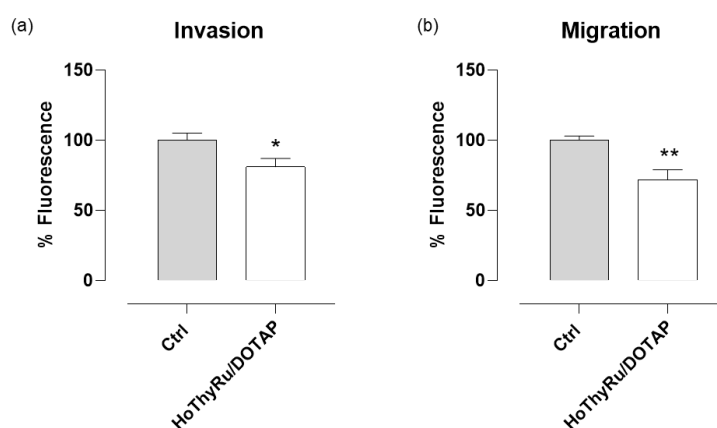 (a)
Invasion
% Fluorescence
150
100
50
0
*
Ctrl
HoThyRu/DOTAP
(b)
Migration
% Fluorescence
150
100
50
0
**
Ctrl
HoThyRu/DOTAP